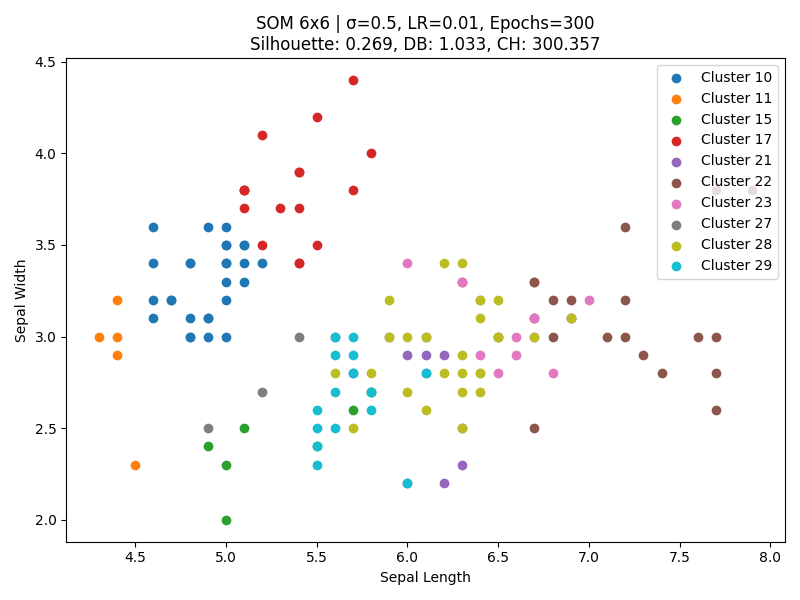 SOM 6x6 | σ=0.5, LR=0.01, Epochs=300
Silhouette: 0.269, DB: 1.033, CH: 300.357
4.5
4.0
3.5
3.0
2.5
2.0
Sepal Width
Cluster 10
Cluster 11
Cluster 15
Cluster 17
Cluster 21
Cluster 22
Cluster 23
Cluster 27
Cluster 28
Cluster 29
4.5 5.0 5.5 6.0 6.5 7.0 7.5 8.0
Sepal Length